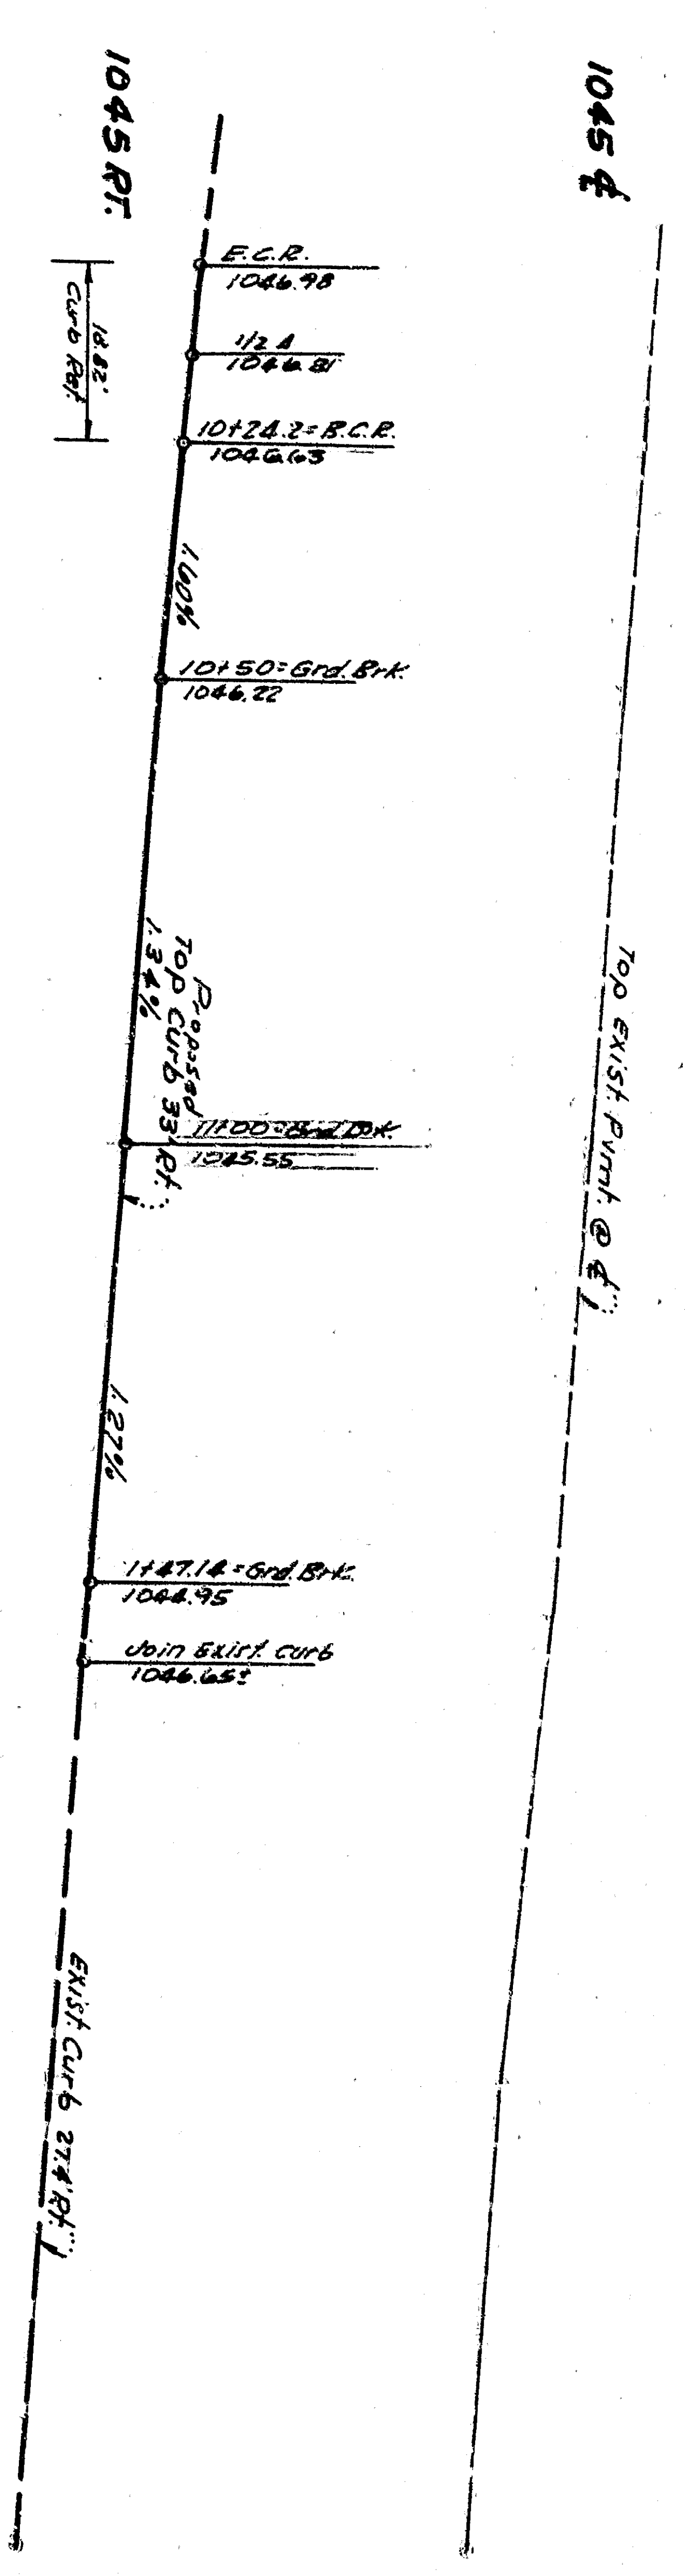 1045 RT.
1045 ℄
E.C.R.
1046.98
1/2 Δ
1046.81
18.82'
Curb Ret.
10+24.2=B.C.R.
1046.63
1.60%
10+50=Grd. Brk.
1046.22
Proposed
Top Curb 33' Rt.
1.34%
Top Exist. Pvmt. @ ℄
11+00=Grd. Brk.
1045.55
1.27%
1+47.14=Grd. Brk.
1044.95
Join Exist. Curb
1046.65±
Exist. Curb 27.4' Rt.